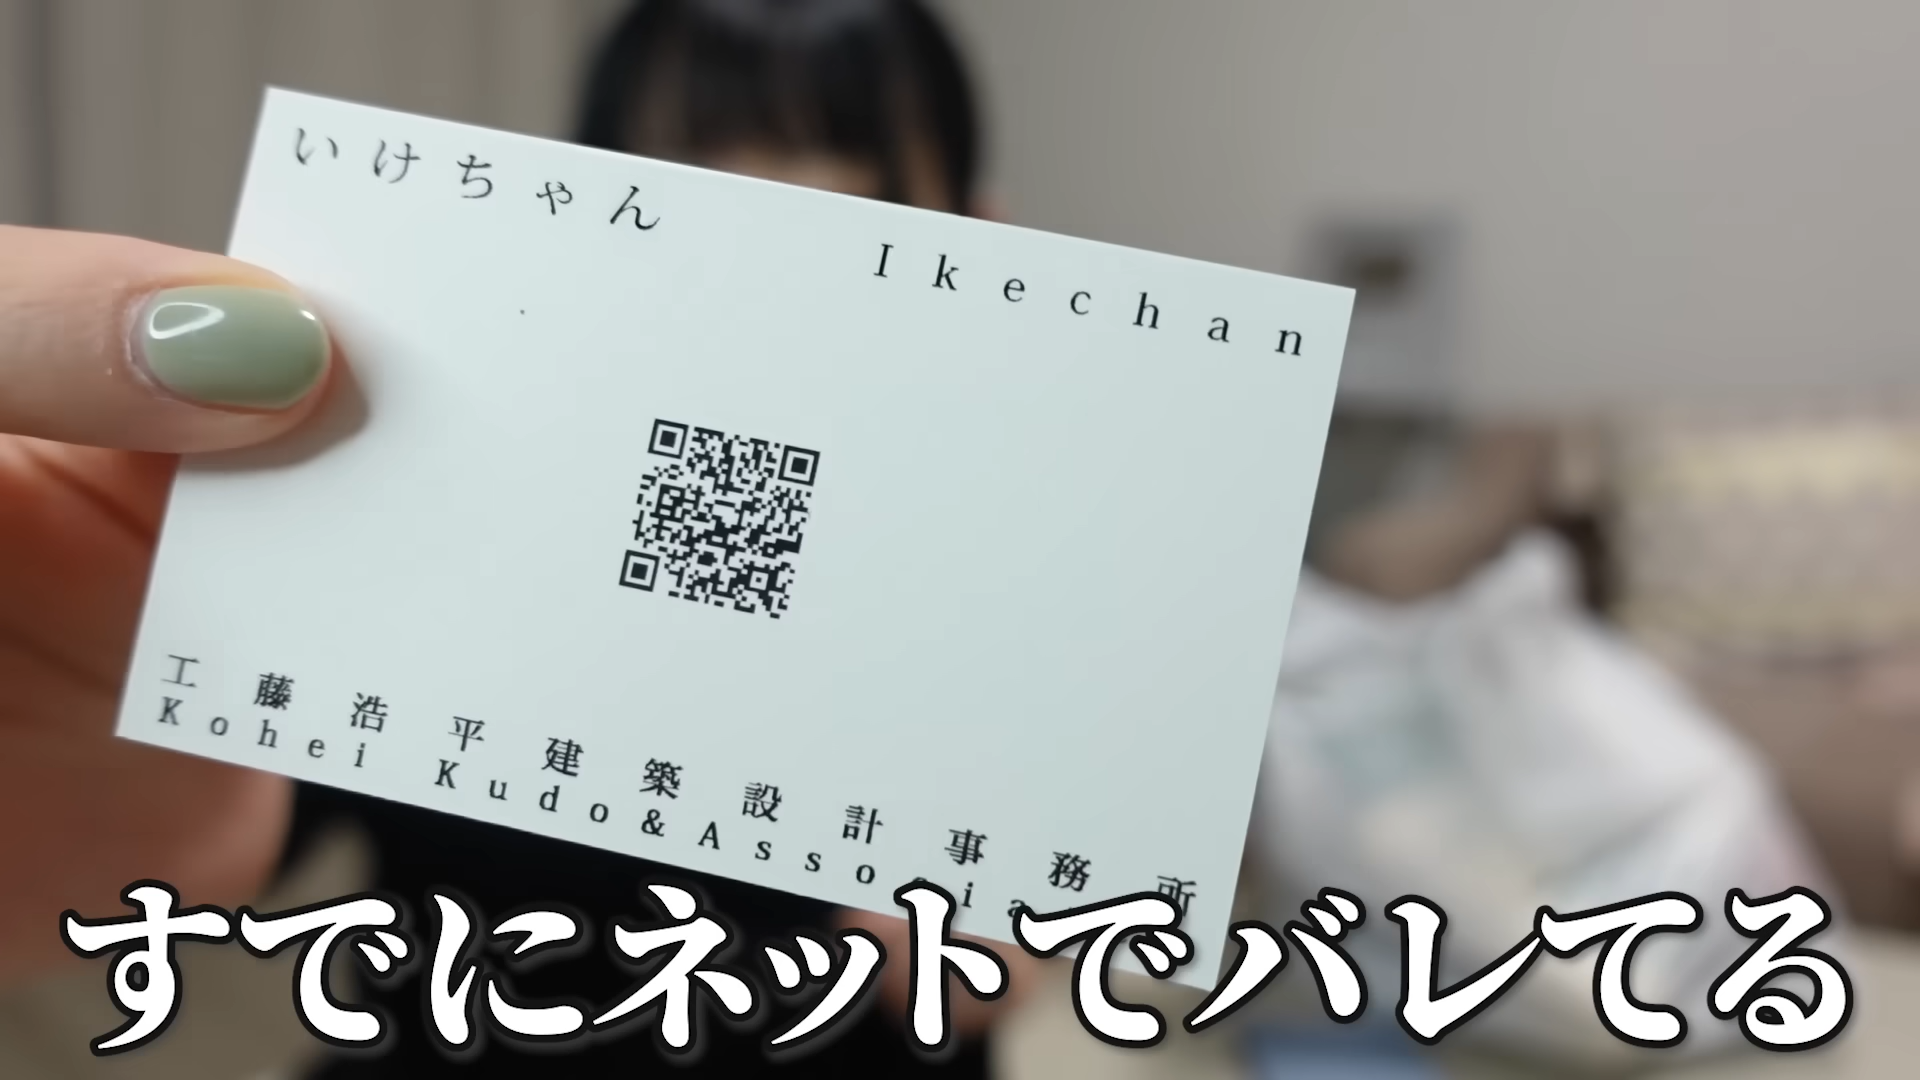 いけちゃん
Ikechan
工藤浩平建築設計事務所
Kohei Kudo&Associa
すでにネットでバレてる